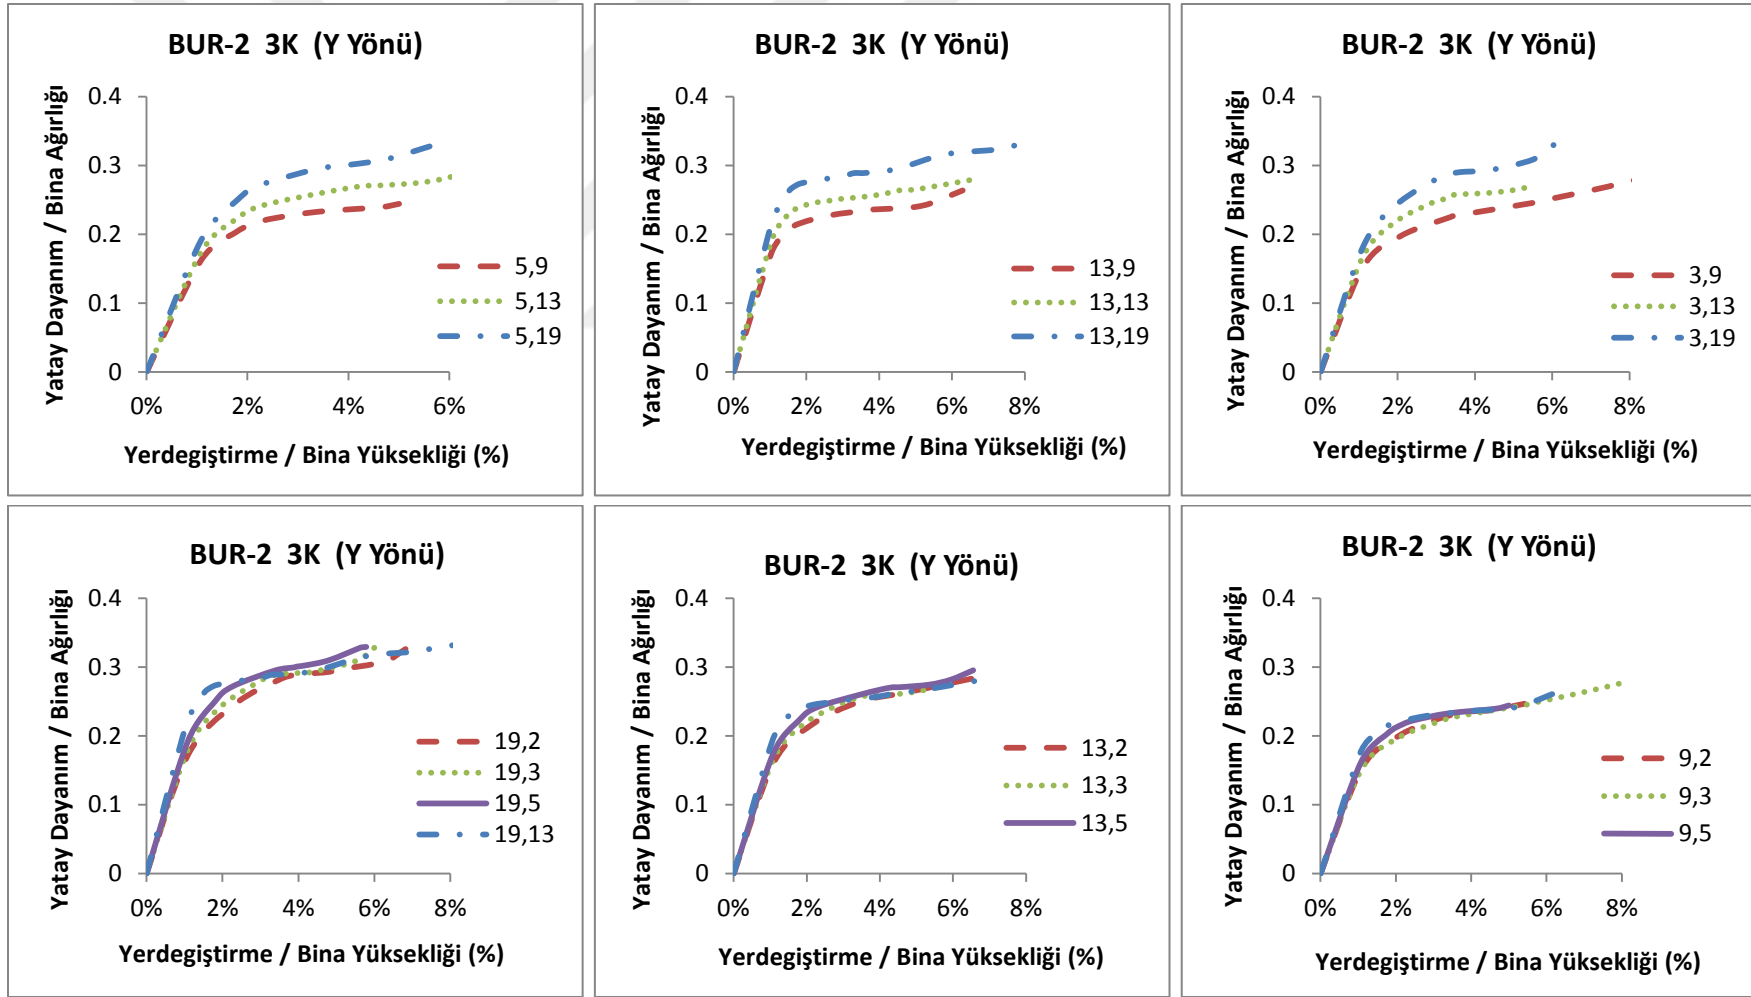 BUR-2 3K (Y Yönü)
Yatay Dayanım / Bina Ağırlığı
0.4
0.3
0.2
0.1
0
0% 2% 4% 6%
5,9
5,13
5,19
Yerdegiştirme / Bina Yüksekliği (%)
BUR-2 3K (Y Yönü)
Yatay Dayanım / Bina Ağırlığı
0.4
0.3
0.2
0.1
0
0% 2% 4% 6% 8%
13,9
13,13
13,19
Yerdegiştirme / Bina Yüksekliği (%)
BUR-2 3K (Y Yönü)
Yatay Dayanım / Bina Ağırlığı
0.4
0.3
0.2
0.1
0
0% 2% 4% 6% 8%
3,9
3,13
3,19
Yerdegiştirme / Bina Yüksekliği (%)
BUR-2 3K (Y Yönü)
Yatay Dayanım / Bina Ağırlığı
0.4
0.3
0.2
0.1
0
0% 2% 4% 6% 8%
19,2
19,3
19,5
19,13
Yerdegiştirme / Bina Yüksekliği (%)
BUR-2 3K (Y Yönü)
Yatay Dayanım / Bina Ağırlığı
0.4
0.3
0.2
0.1
0
0% 2% 4% 6% 8%
13,2
13,3
13,5
Yerdegiştirme / Bina Yüksekliği (%)
BUR-2 3K (Y Yönü)
Yatay Dayanım / Bina Ağırlığı
0.4
0.3
0.2
0.1
0
0% 2% 4% 6% 8%
9,2
9,3
9,5
Yerdegiştirme / Bina Yüksekliği (%)